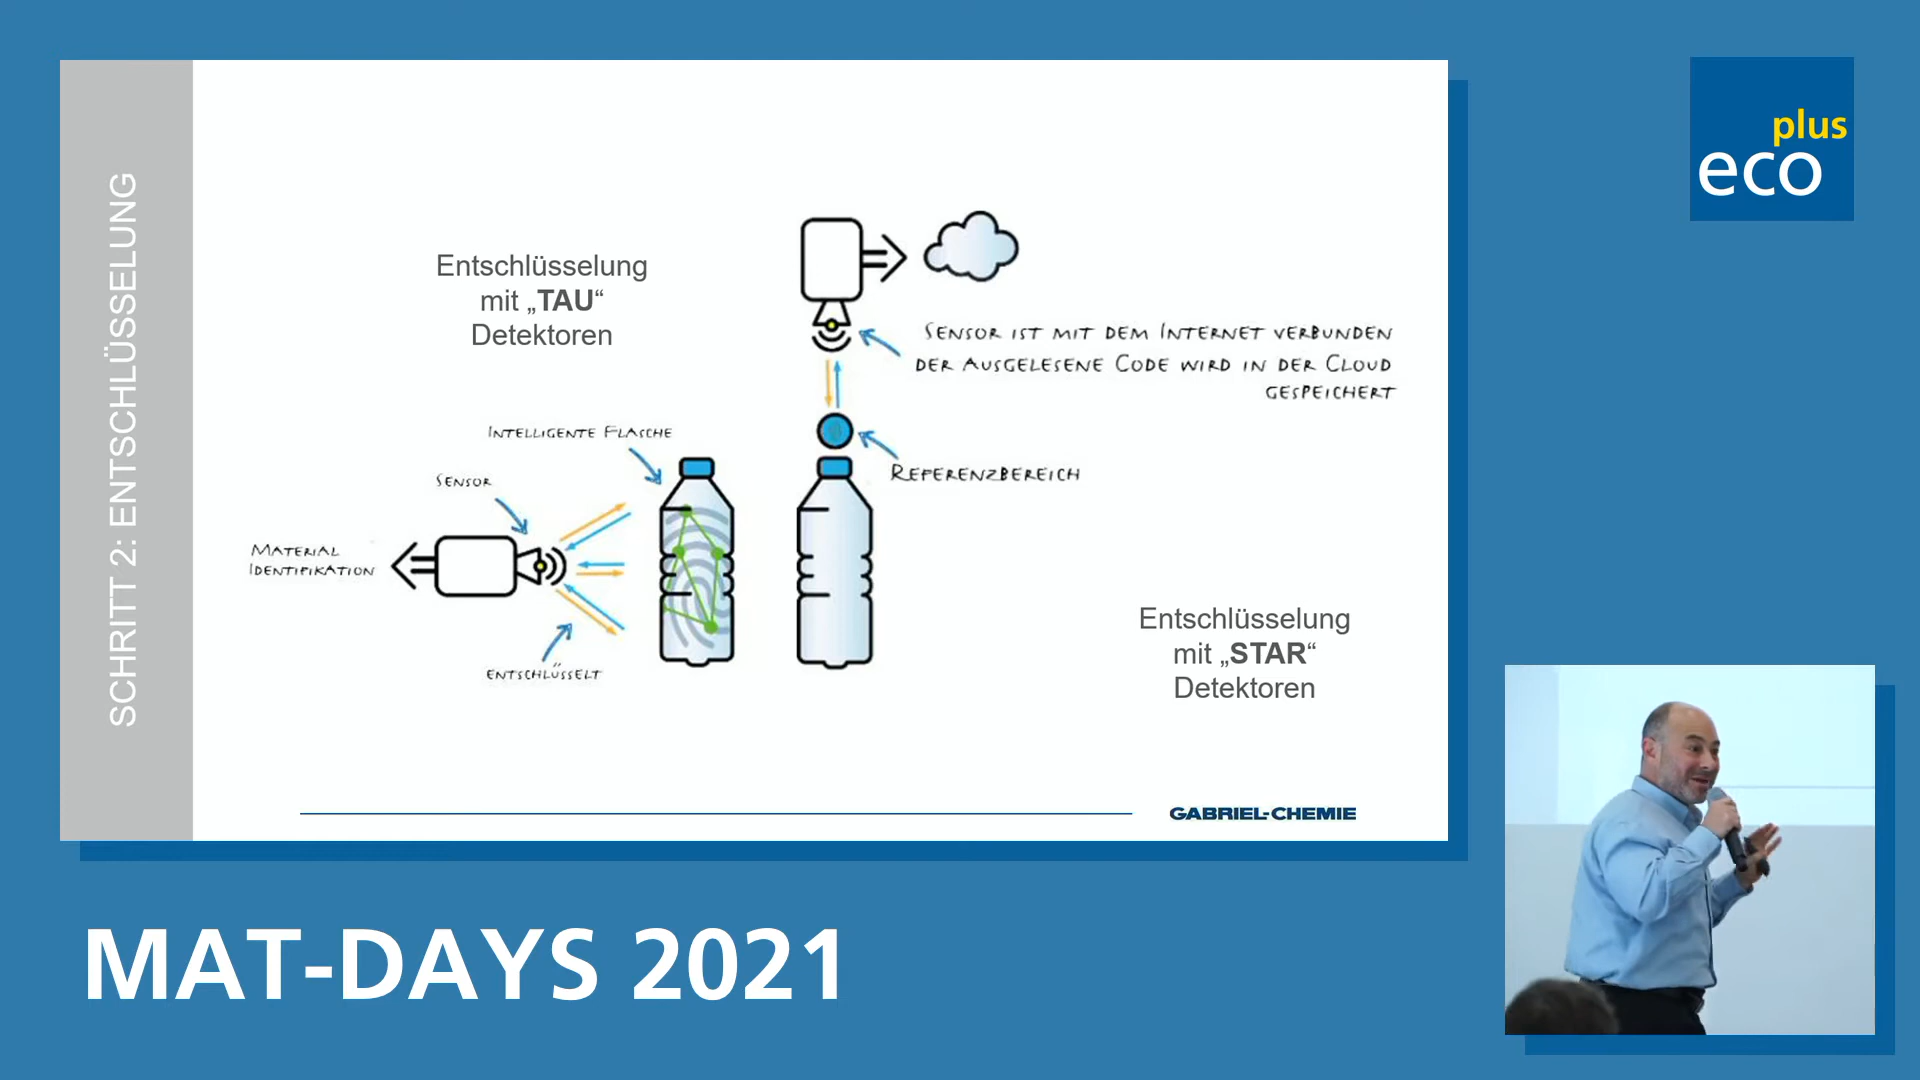 SCHRITT 2: ENTSCHLÜSSELUNG
Entschlüsselung
mit „TAU“
Detektoren
SENSOR IST MIT DEM INTERNET VERBUNDEN
DER AUSGELESENE CODE WIRD IN DER CLOUD
GESPEICHERT
INTELLIGENTE FLASCHE
SENSOR
REFERENZBEREICH
MATERIAL
IDENTIFIKATION
ENTSCHLÜSSELT
Entschlüsselung
mit „STAR“
Detektoren
GABRIEL-CHEMIE
plus
eco
MAT-DAYS 2021